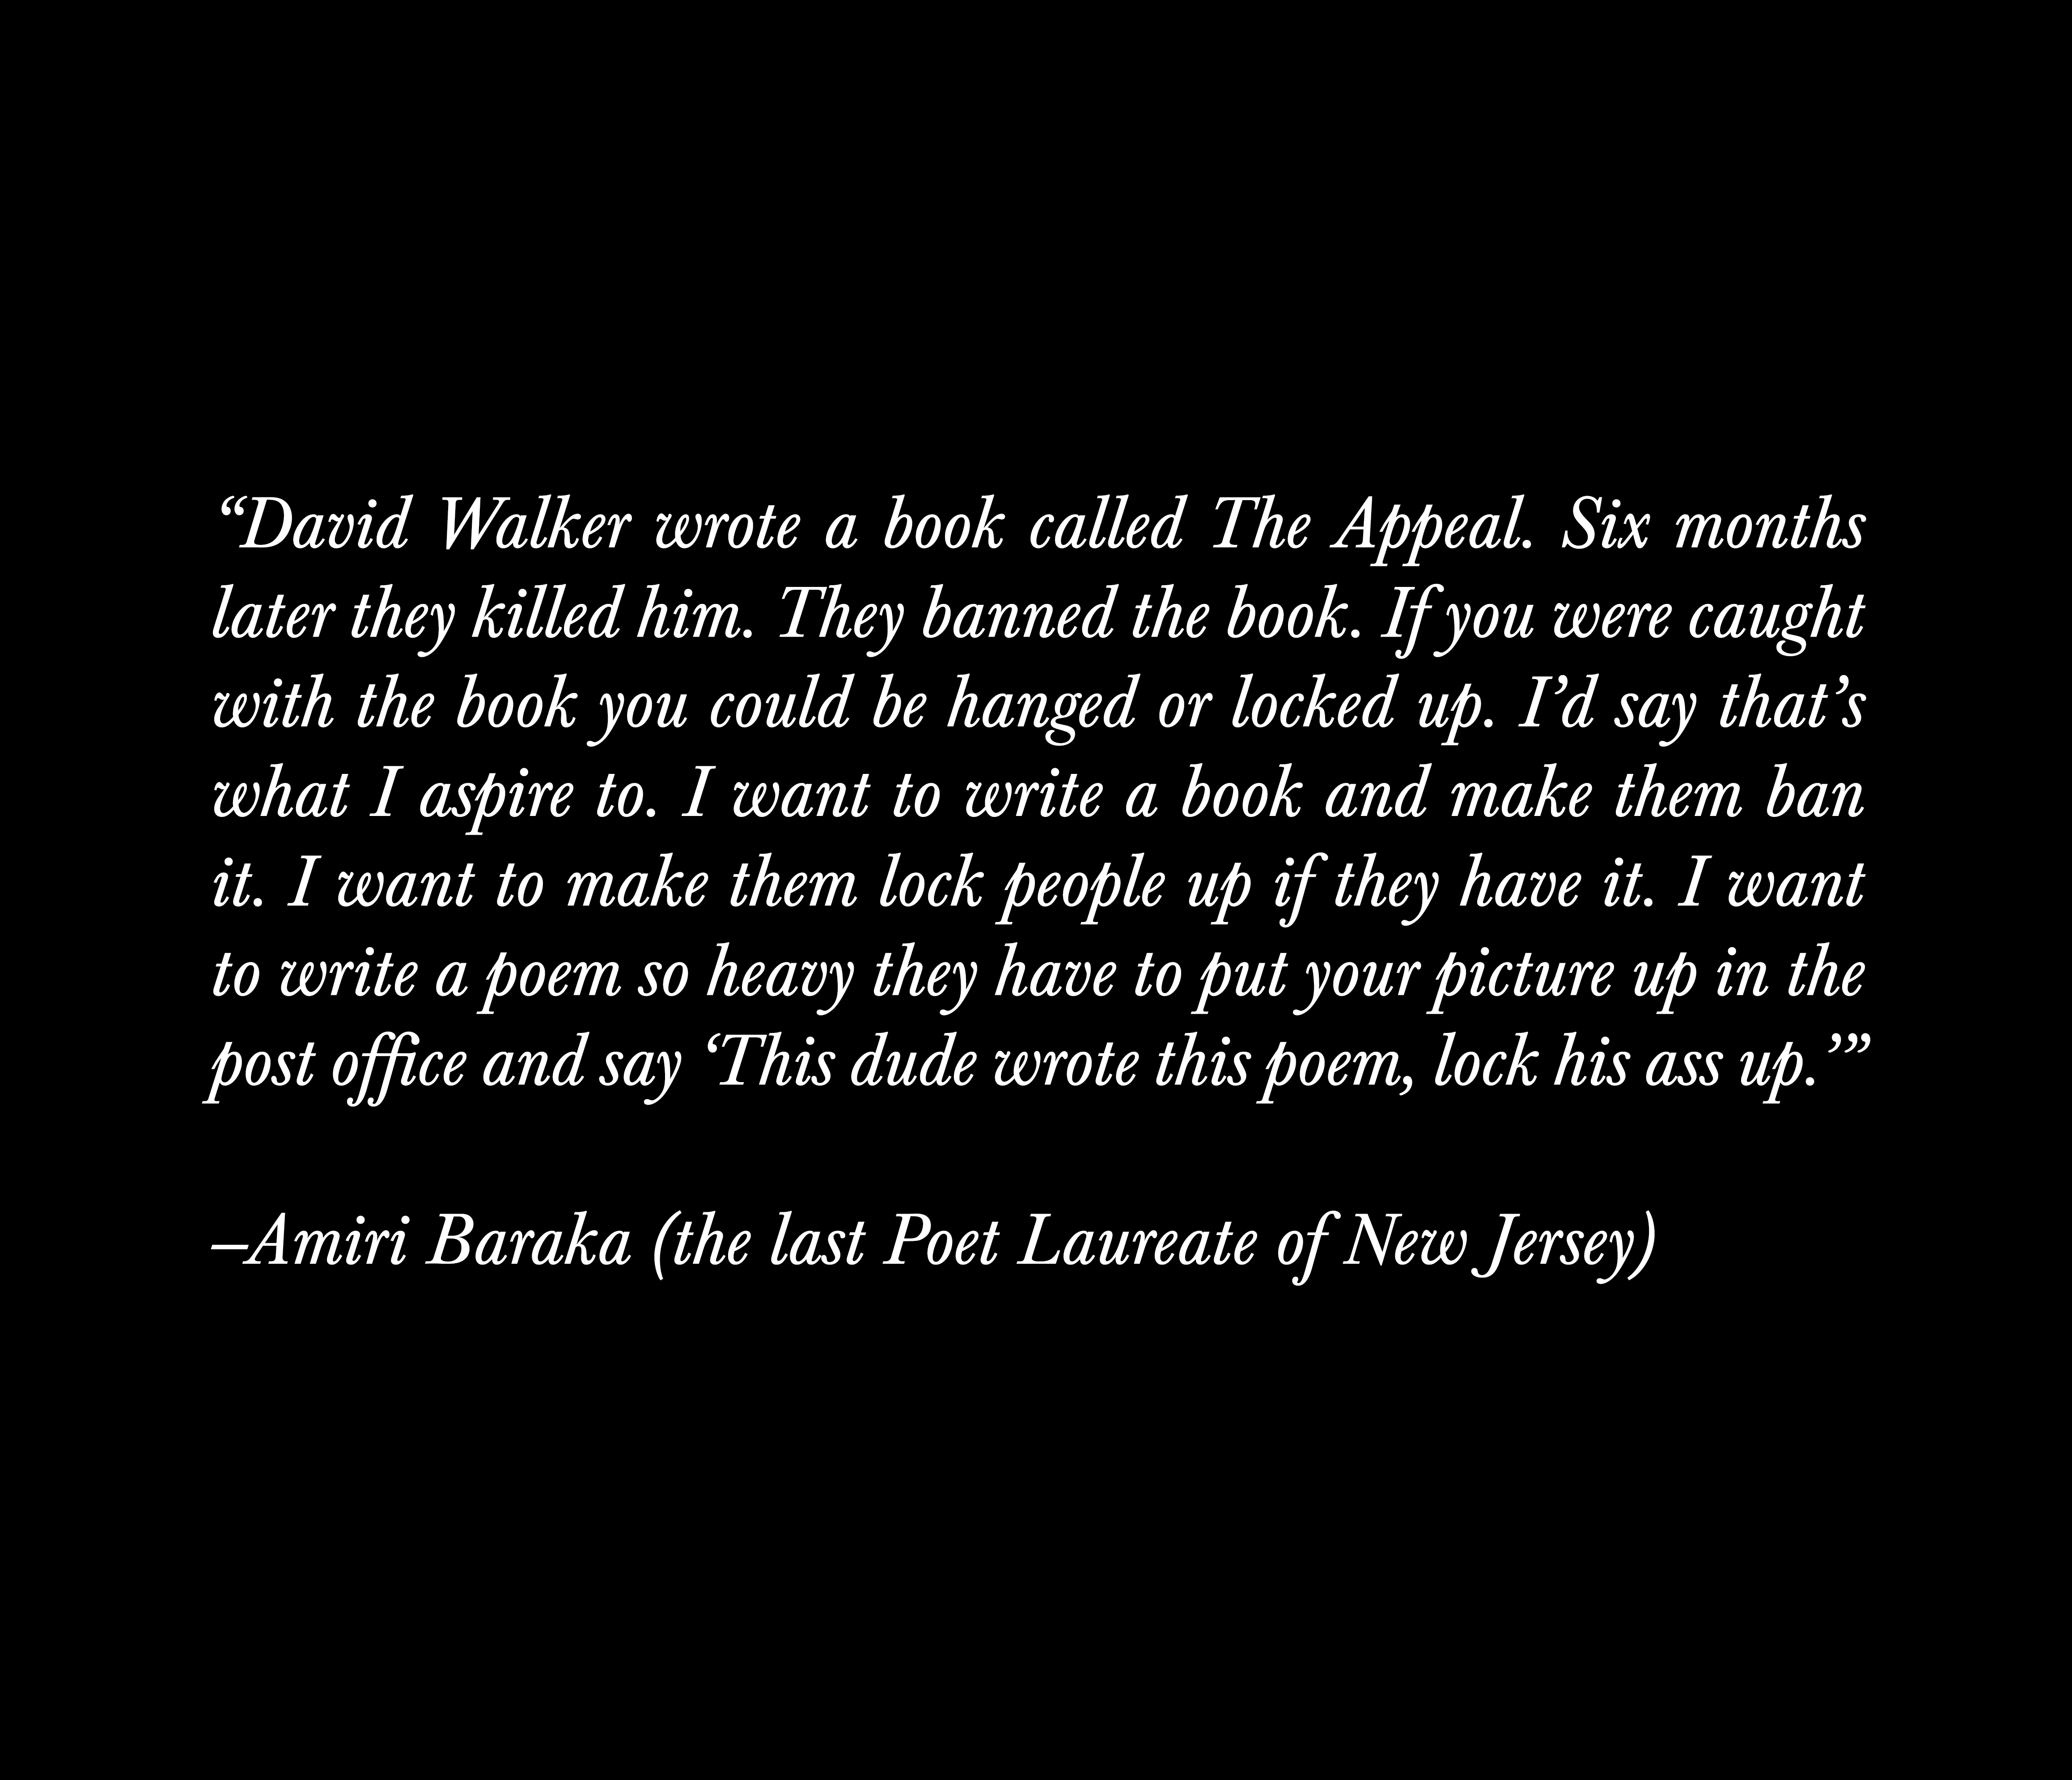 “David Walker wrote a book called The Appeal. Six months
later they killed him. They banned the book. If you were caught
with the book you could be hanged or locked up. I’d say that’s
what I aspire to. I want to write a book and make them ban
it. I want to make them lock people up if they have it. I want
to write a poem so heavy they have to put your picture up in the
post office and say ‘This dude wrote this poem, lock his ass up.’”
–Amiri Baraka (the last Poet Laureate of New Jersey)